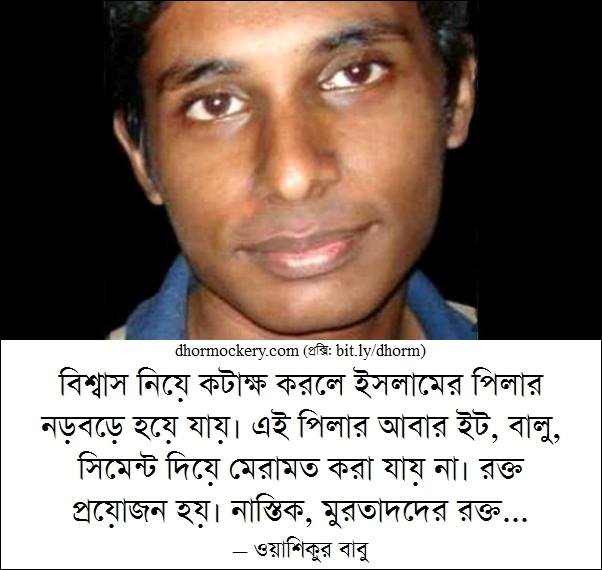 dhormockery.com (প্রক্সি: bit.ly/dhorm)
বিশ্বাস নিয়ে কটাক্ষ করলে ইসলামের পিলার
নড়বড়ে হয়ে যায়। এই পিলার আবার ইট, বালু,
সিমেন্ট দিয়ে মেরামত করা যায় না। রক্ত
প্রয়োজন হয়। নাস্তিক, মুরতাদদের রক্ত...
– ওয়াশিকুর বাবু